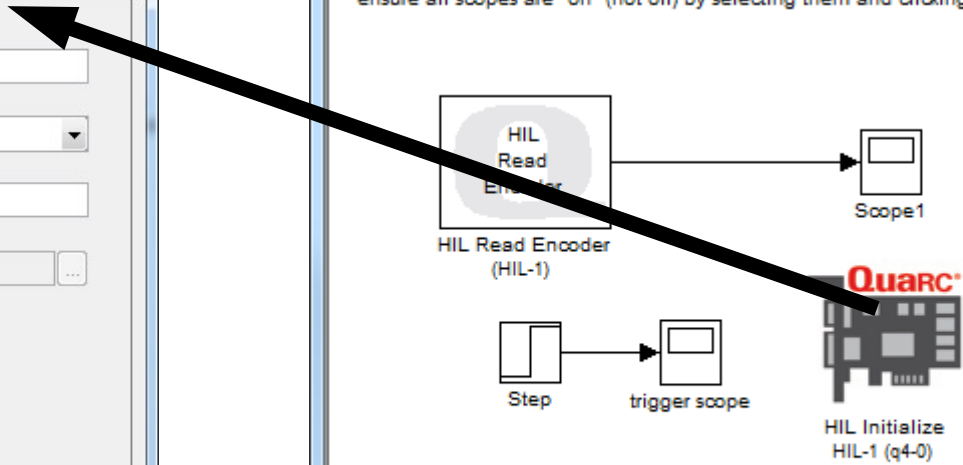 ensure all scopes are "on" (not off) by selecting them and clicking
HIL
Read
Encoder
Scope1
HIL Read Encoder
(HIL-1)
QUARC
Step
trigger scope
HIL Initialize
HIL-1 (q4-0)
...